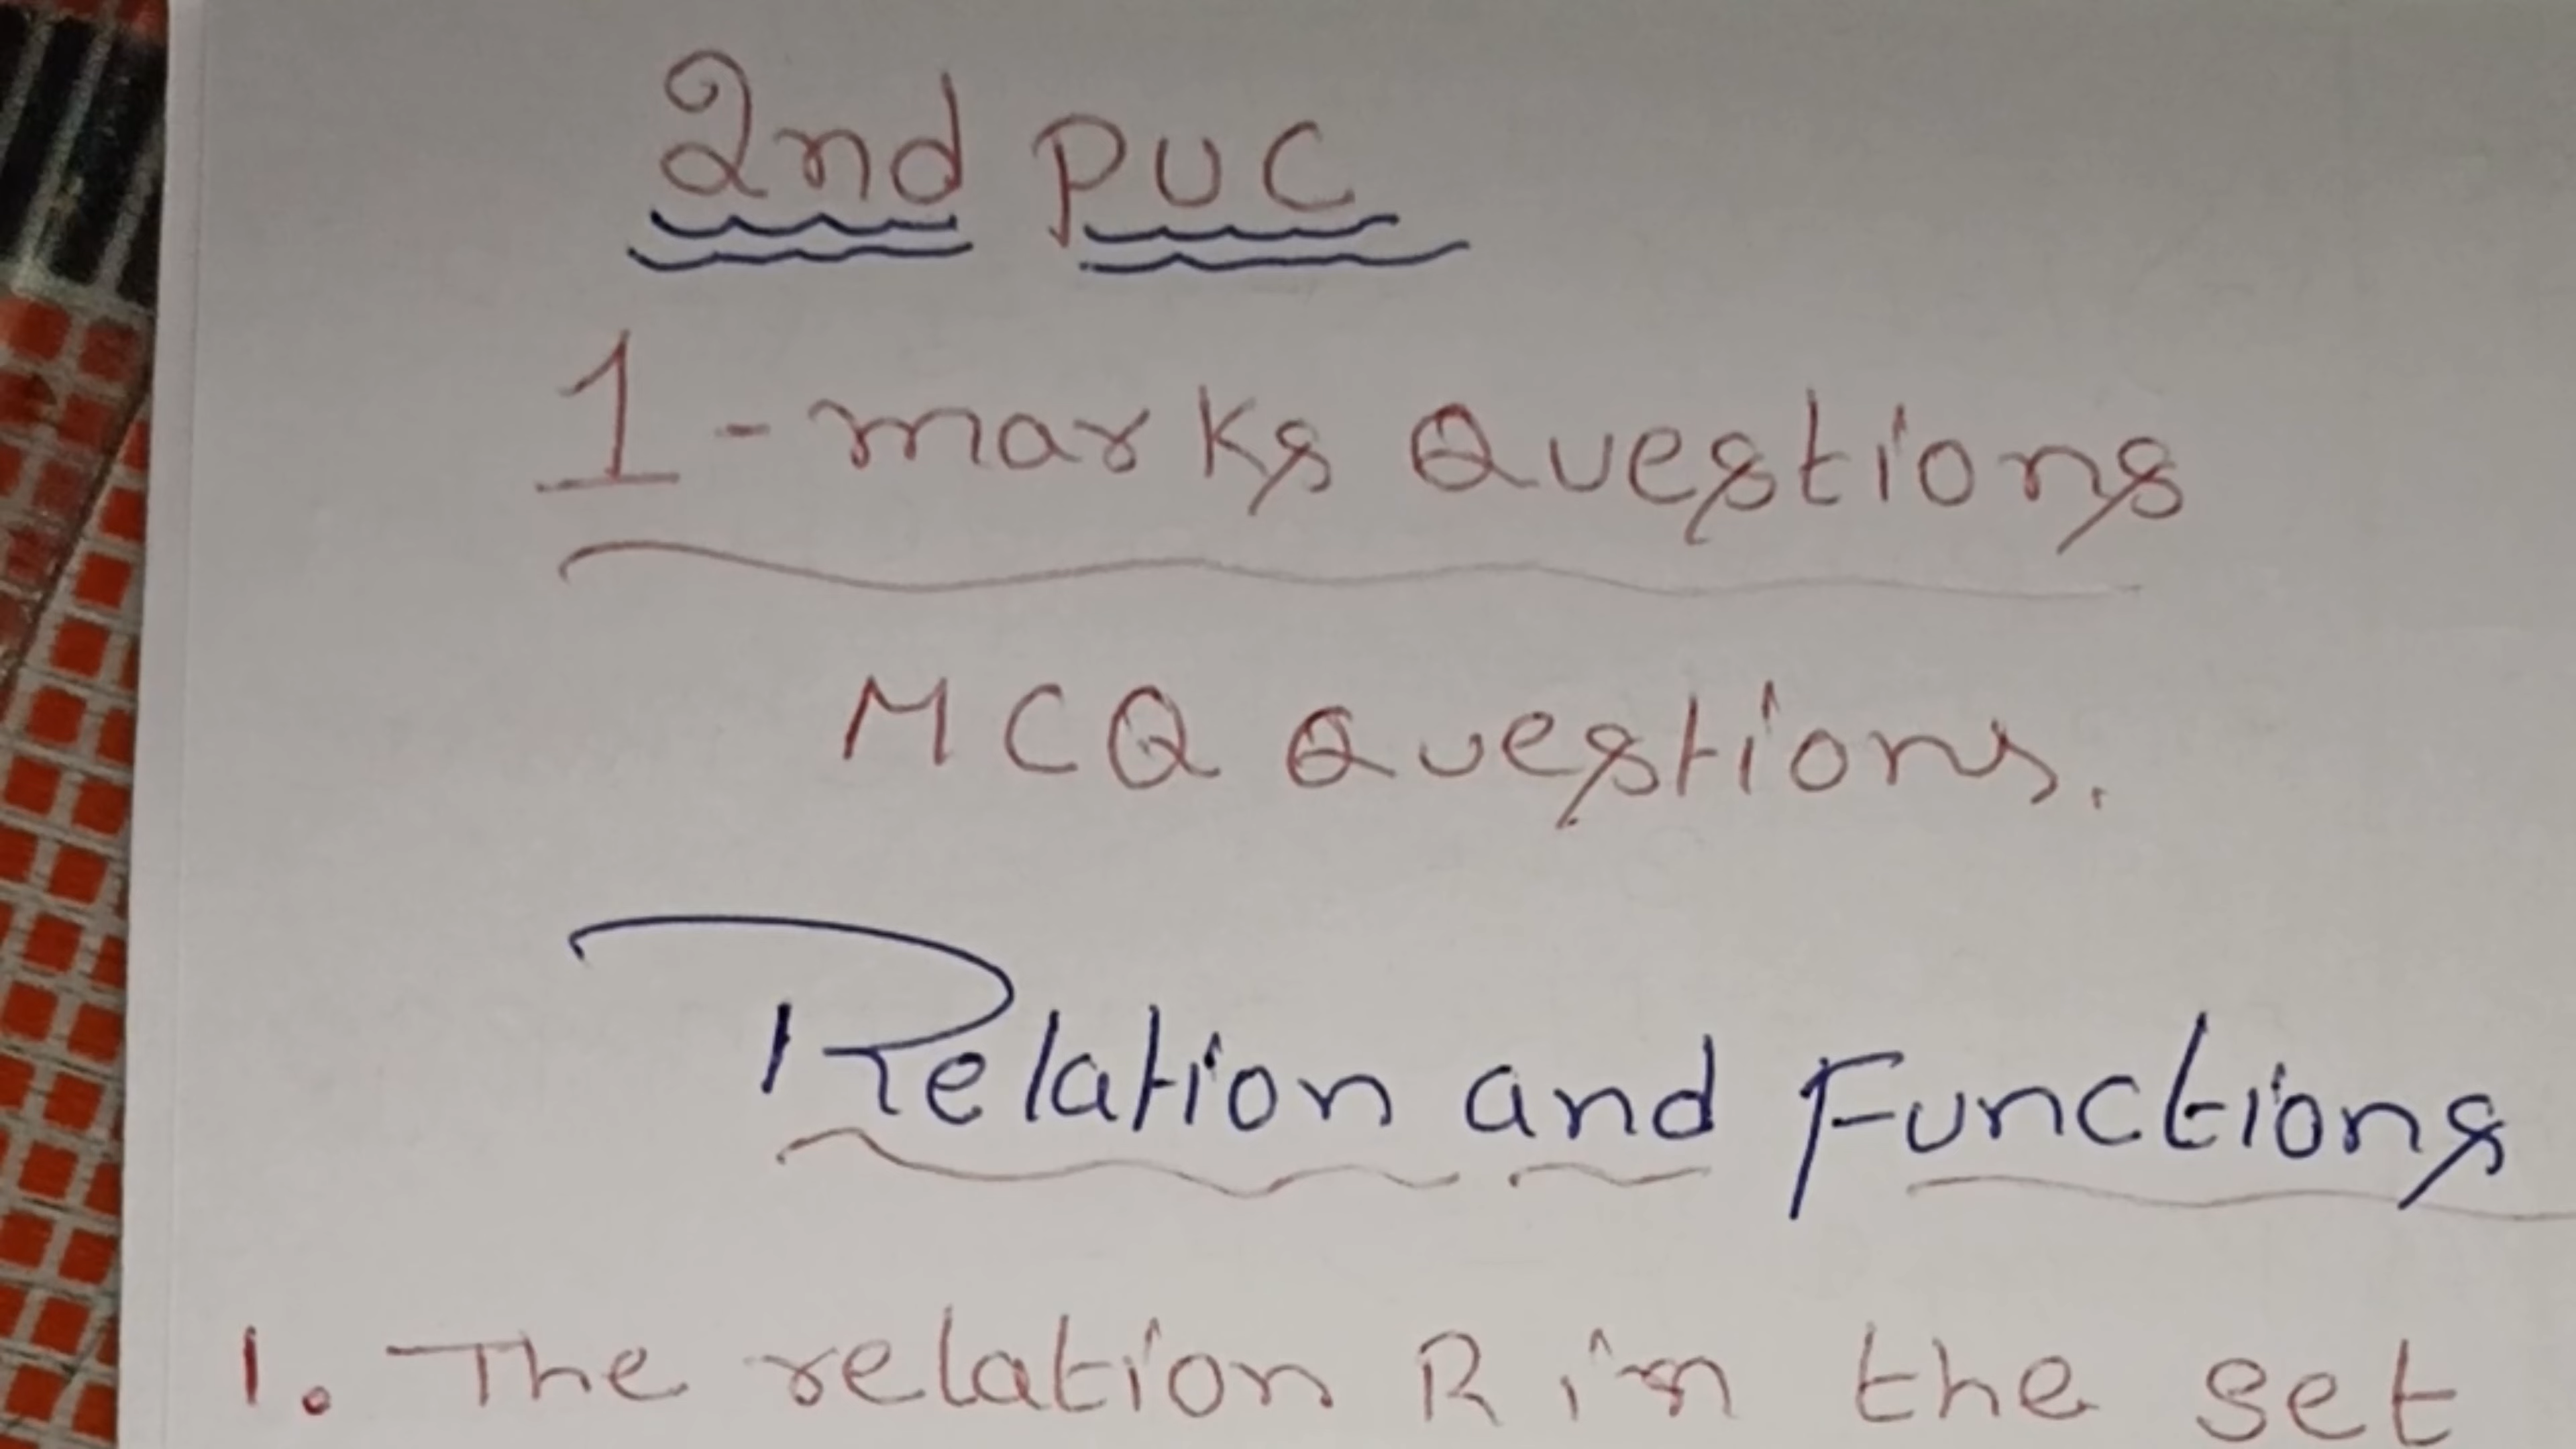 2nd PUC
1 - marks Questions
MCQ Questions.
Relation and Functions
1. The relation R in the set